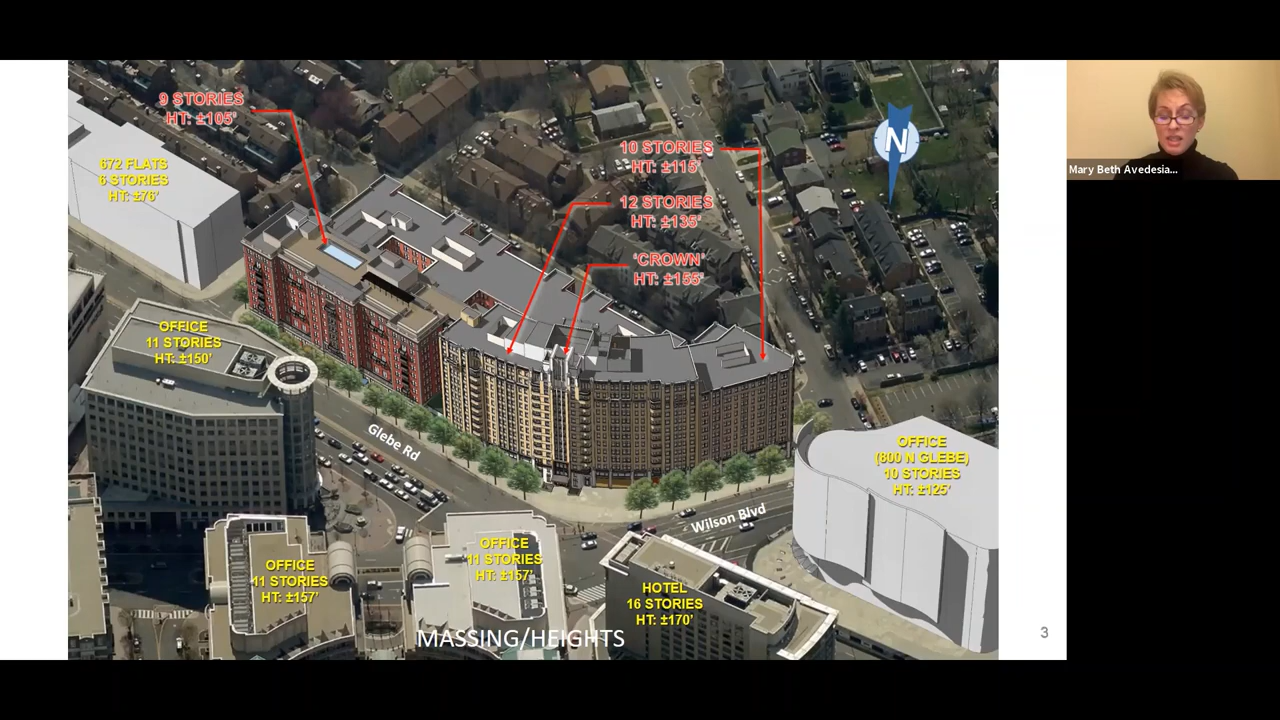 9 STORIES
HT: ±105'
672 FLATS
6 STORIES
HT: ±76'
10 STORIES
HT: ±115'
12 STORIES
HT: ±135'
'CROWN'
HT: ±155'
N
Mary Beth Avedesia...
OFFICE
11 STORIES
HT: ±150'
Glebe Rd
OFFICE
(800 N GLEBE)
10 STORIES
HT: ±125'
Wilson Blvd
OFFICE
11 STORIES
HT: ±157'
OFFICE
11 STORIES
HT: ±157'
HOTEL
16 STORIES
HT: ±170'
MASSING/HEIGHTS
3